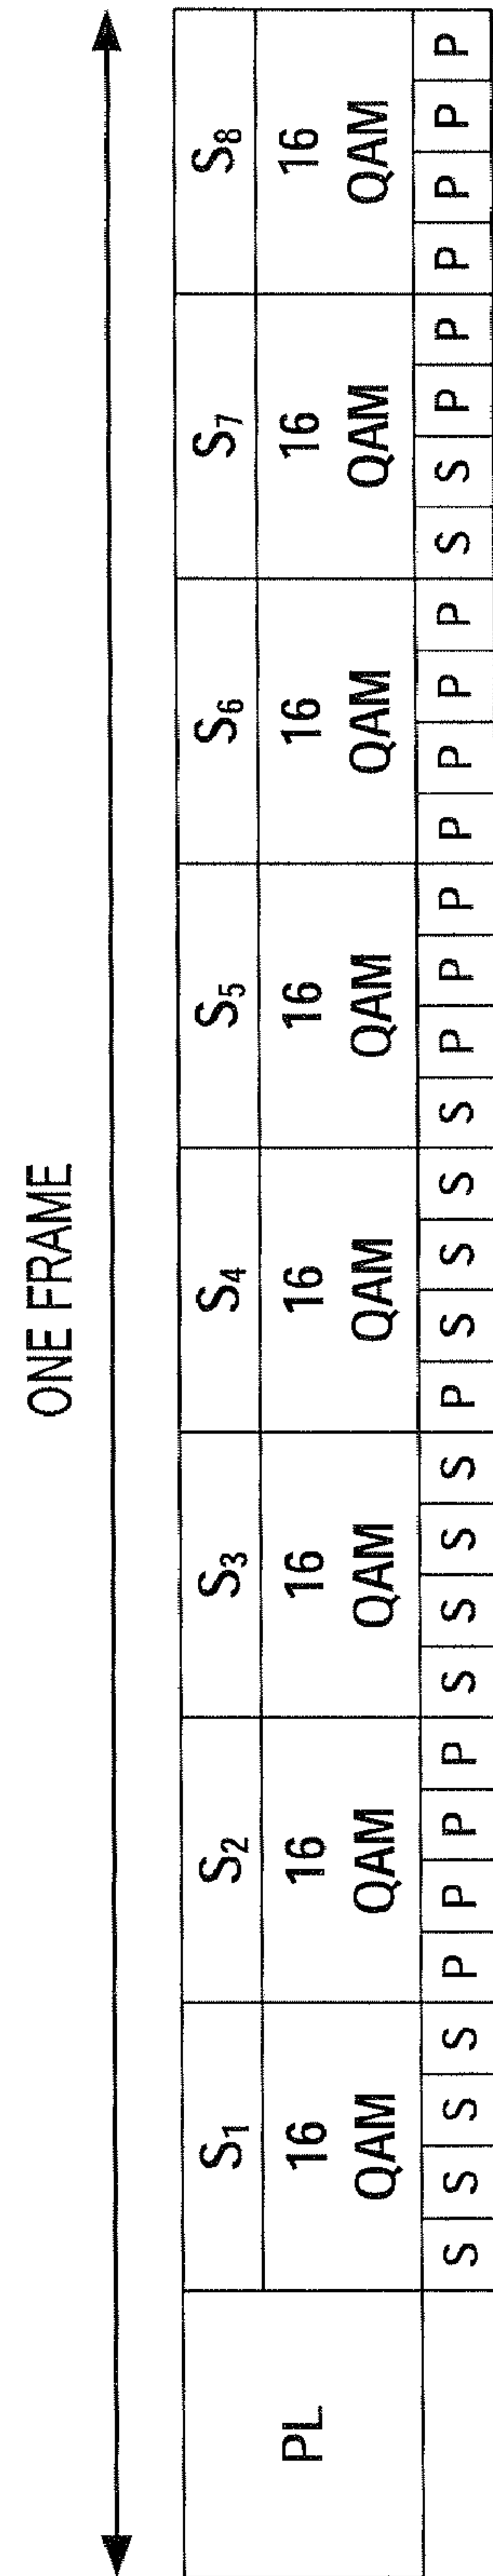 ONE FRAME
S₁ S₂ S₃ S₄ S₅ S₆ S₇ S₈
PL 16 QAM 16 QAM 16 QAM 16 QAM 16 QAM 16 QAM 16 QAM 16 QAM
S S S S P P P P S S S S P S S S S P P P P P P P S S P P P P P P